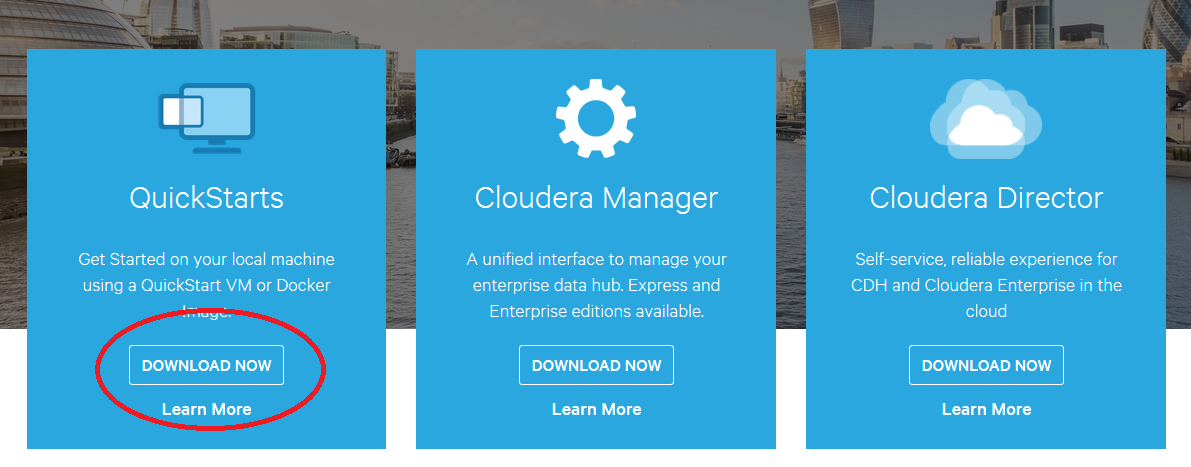 QuickStarts
Get Started on your local machine
using a QuickStart VM or Docker
Image.
DOWNLOAD NOW
Learn More
Cloudera Manager
A unified interface to manage your
enterprise data hub. Express and
Enterprise editions available.
DOWNLOAD NOW
Learn More
Cloudera Director
Self-service, reliable experience for
CDH and Cloudera Enterprise in the
cloud
DOWNLOAD NOW
Learn More